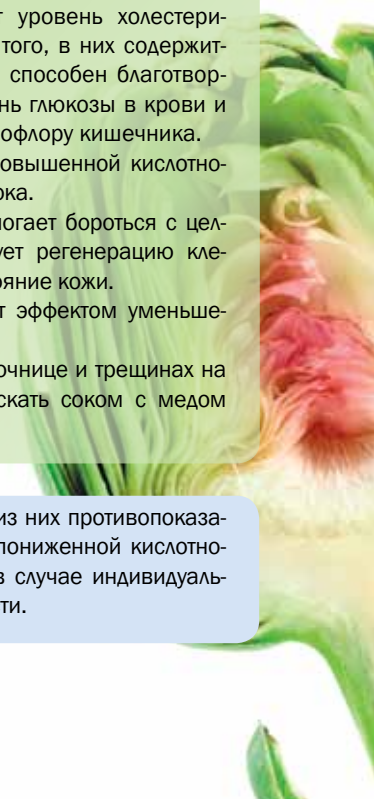 уровень холестери-
того, в них содержит-
способен благотвор-
нь глюкозы в крови и
офлору кишечника.
овышенной кислотно-
ока.
огает бороться с цел-
ует регенерацию кле-
ояние кожи.
т эффектом уменьше-
очнице и трещинах на
скать соком с медом
из них противопоказа-
пониженной кислотно-
в случае индивидуаль-
ти.